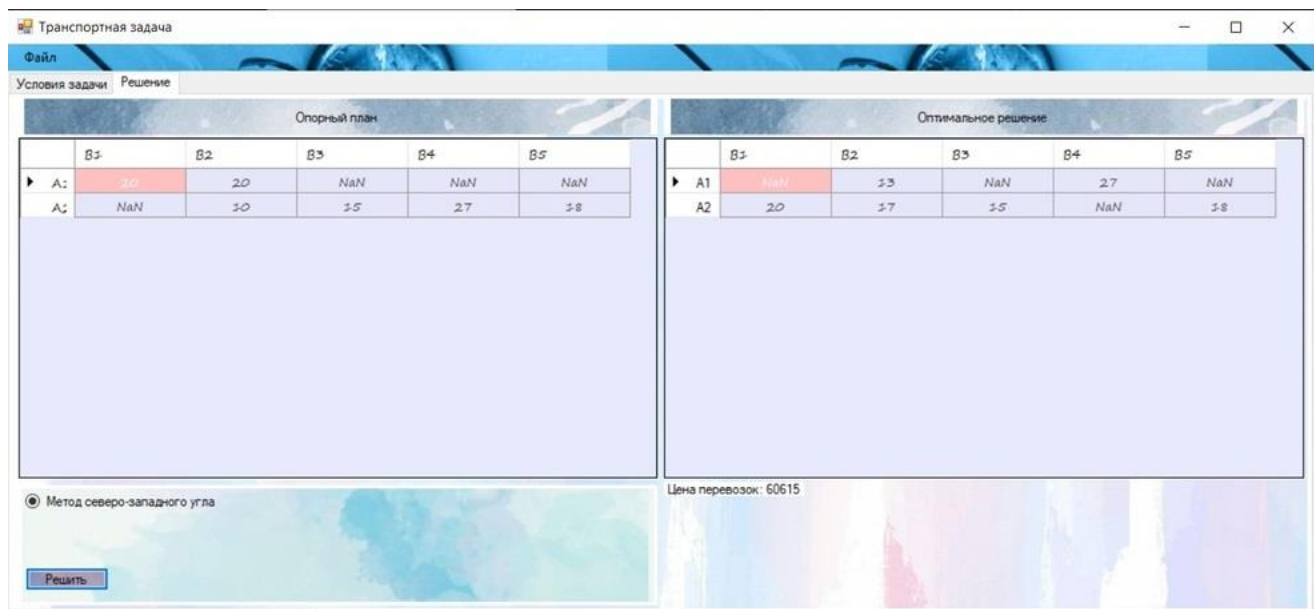 Транспортная задача
Файл
Условия задачи Решение
Опорный план
B1 B2 B3 B4 B5
20 20 NaN NaN NaN
NaN 10 15 27 18
Метод северо-западного угла
Решить
Оптимальное решение
B1 B2 B3 B4 B5
A1 NaN 13 NaN 27 NaN
A2 20 17 15 NaN 18
Цена перевозок: 60615